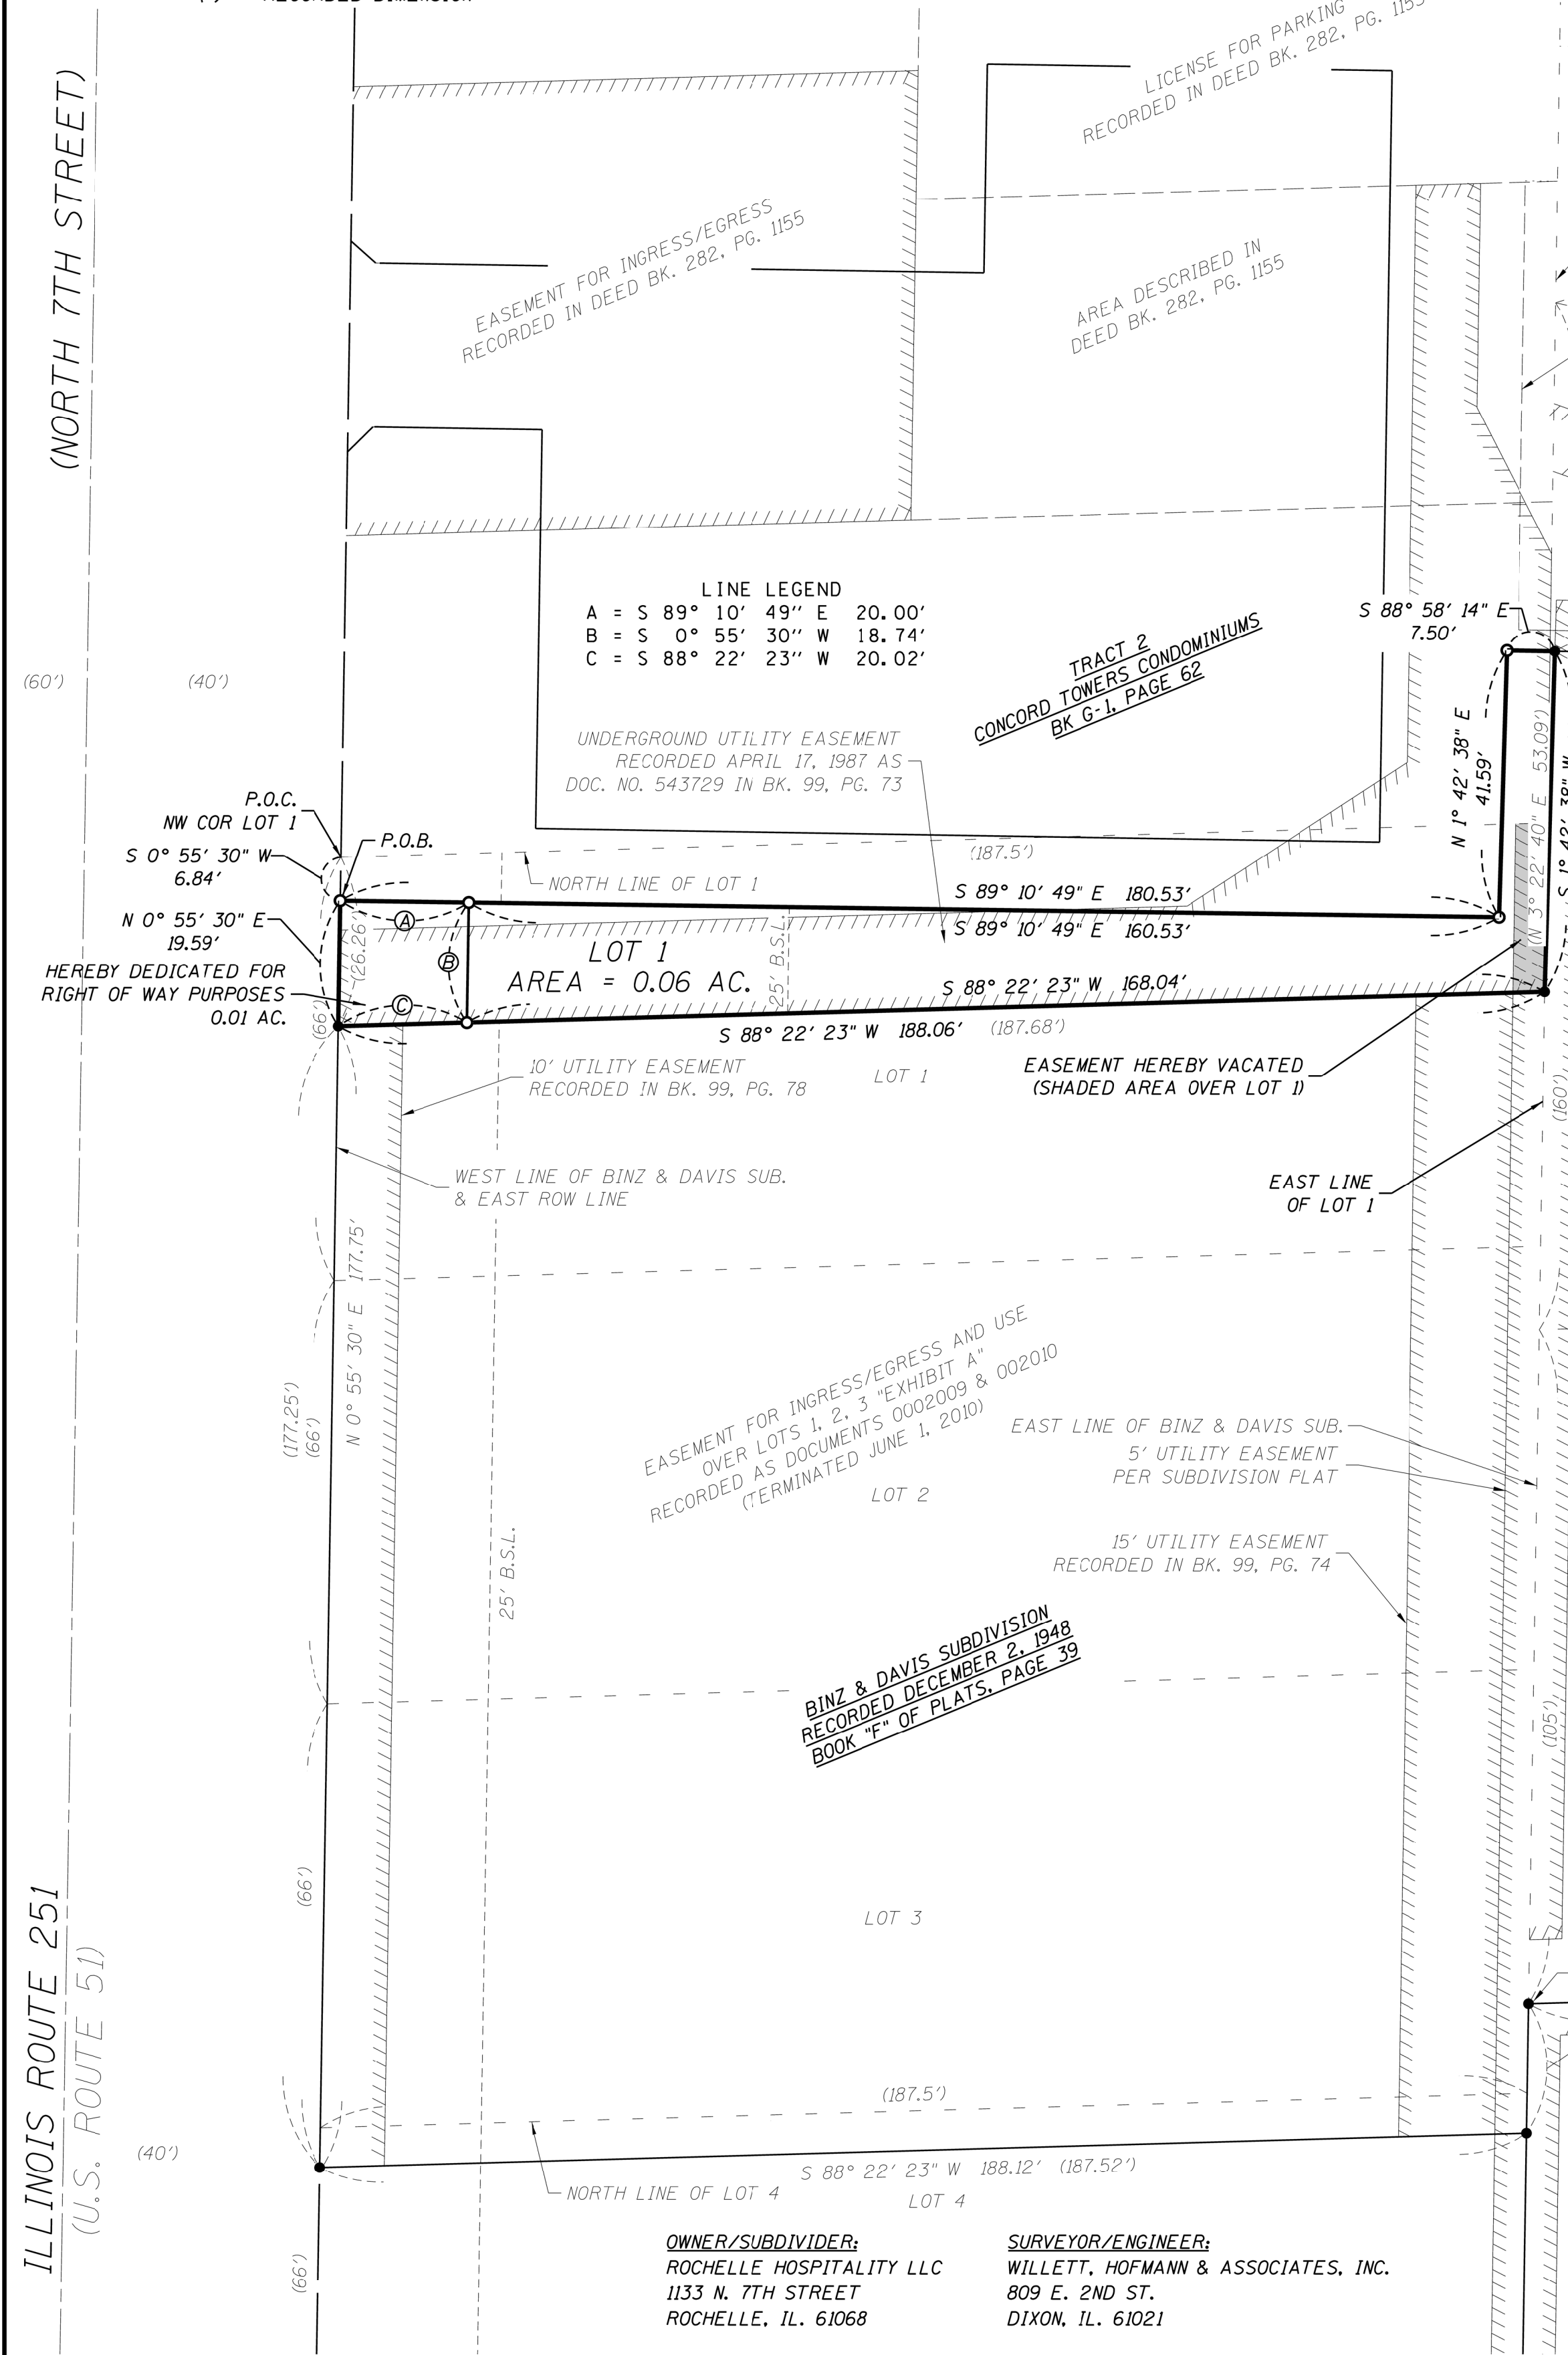 RECORDED DIMENSION
(NORTH 7TH STREET)
LICENSE FOR PARKING
RECORDED IN DEED BK. 282, PG. 1155
EASEMENT FOR INGRESS/EGRESS
RECORDED IN DEED BK. 282, PG. 1155
AREA DESCRIBED IN
DEED BK. 282, PG. 1155
LINE LEGEND
A = S 89° 10' 49'' E 20.00'
B = S 0° 55' 30'' W 18.74'
C = S 88° 22' 23'' W 20.02'
S 88° 58' 14" E
7.50'
TRACT 2
CONCORD TOWERS CONDOMINIUMS
BK G-1, PAGE 62
(60')
(40')
N 1° 42' 38" E
41.59'
(N 3° 22' 40" E 53.09')
S 1° 42' 38" W
UNDERGROUND UTILITY EASEMENT
RECORDED APRIL 17, 1987 AS
DOC. NO. 543729 IN BK. 99, PG. 73
P.O.C.
NW COR LOT 1
P.O.B.
S 0° 55' 30" W
6.84'
(187.5')
NORTH LINE OF LOT 1
S 89° 10' 49" E 180.53'
N 0° 55' 30" E
19.59'
A
(26.26')
S 89° 10' 49" E 160.53'
LOT 1
AREA = 0.06 AC.
B
25' B.S.L.
HEREBY DEDICATED FOR
RIGHT OF WAY PURPOSES
0.01 AC.
C
(66')
S 88° 22' 23" W 168.04'
S 88° 22' 23" W 188.06' (187.68')
10' UTILITY EASEMENT
RECORDED IN BK. 99, PG. 78
LOT 1
EASEMENT HEREBY VACATED
(SHADED AREA OVER LOT 1)
(160')
WEST LINE OF BINZ & DAVIS SUB.
& EAST ROW LINE
EAST LINE
OF LOT 1
N 0° 55' 30" E 177.75'
(177.25')
(66')
EASEMENT FOR INGRESS/EGRESS AND USE
OVER LOTS 1, 2, 3 "EXHIBIT A"
RECORDED AS DOCUMENTS 0002009 & 002010
(TERMINATED JUNE 1, 2010)
EAST LINE OF BINZ & DAVIS SUB.
5' UTILITY EASEMENT
PER SUBDIVISION PLAT
LOT 2
15' UTILITY EASEMENT
RECORDED IN BK. 99, PG. 74
25' B.S.L.
BINZ & DAVIS SUBDIVISION
RECORDED DECEMBER 2, 1948
BOOK "F" OF PLATS, PAGE 39
(105')
(66')
LOT 3
ILLINOIS ROUTE 251
(U.S. ROUTE 51)
(40')
(187.5')
S 88° 22' 23" W 188.12' (187.52')
NORTH LINE OF LOT 4
LOT 4
(66')
OWNER/SUBDIVIDER:
ROCHELLE HOSPITALITY LLC
1133 N. 7TH STREET
ROCHELLE, IL. 61068
SURVEYOR/ENGINEER:
WILLETT, HOFMANN & ASSOCIATES, INC.
809 E. 2ND ST.
DIXON, IL. 61021